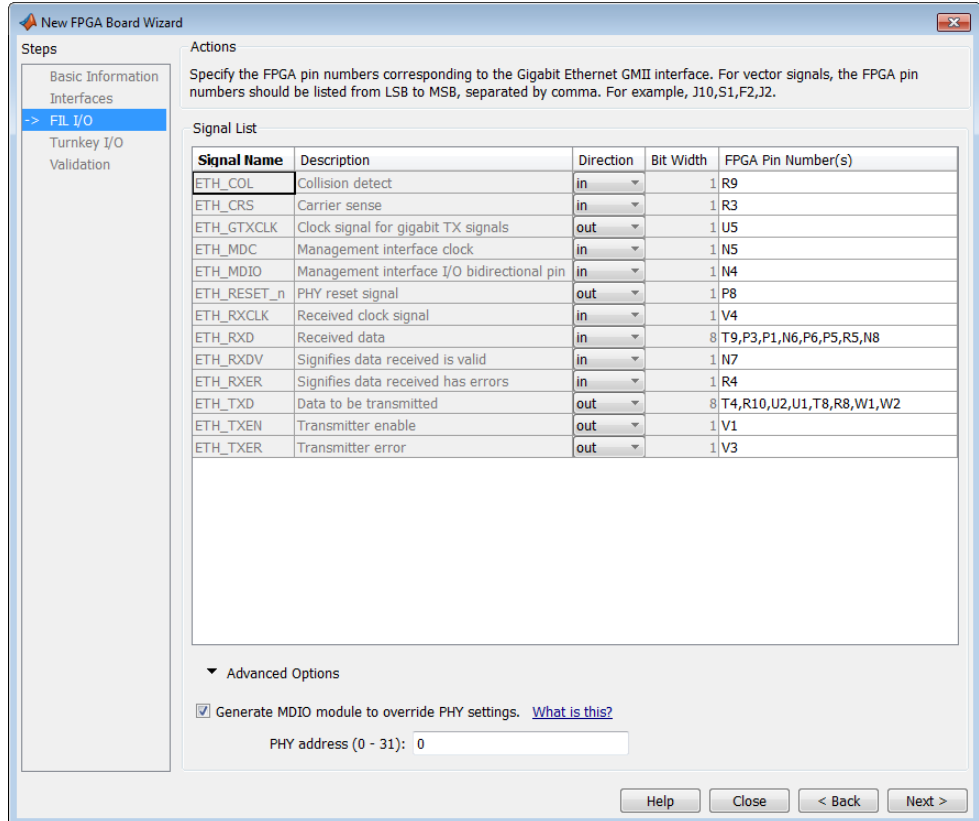 New FPGA Board Wizard
Steps
Basic Information
Interfaces
-> FIL I/O
Turnkey I/O
Validation
Actions
Specify the FPGA pin numbers corresponding to the Gigabit Ethernet GMII interface. For vector signals, the FPGA pin
numbers should be listed from LSB to MSB, separated by comma. For example, J10,S1,F2,J2.
Signal List
Signal Name Description Direction Bit Width FPGA Pin Number(s)
ETH_COL Collision detect in 1 R9
ETH_CRS Carrier sense in 1 R3
ETH_GTXCLK Clock signal for gigabit TX signals out 1 U5
ETH_MDC Management interface clock in 1 N5
ETH_MDIO Management interface I/O bidirectional pin in 1 N4
ETH_RESET_n PHY reset signal out 1 P8
ETH_RXCLK Received clock signal in 1 V4
ETH_RXD Received data in 8 T9,P3,P1,N6,P6,P5,R5,N8
ETH_RXDV Signifies data received is valid in 1 N7
ETH_RXER Signifies data received has errors in 1 R4
ETH_TXD Data to be transmitted out 8 T4,R10,U2,U1,T8,R8,W1,W2
ETH_TXEN Transmitter enable out 1 V1
ETH_TXER Transmitter error out 1 V3
Advanced Options
Generate MDIO module to override PHY settings. What is this?
PHY address (0 - 31): 0
Help Close < Back Next >